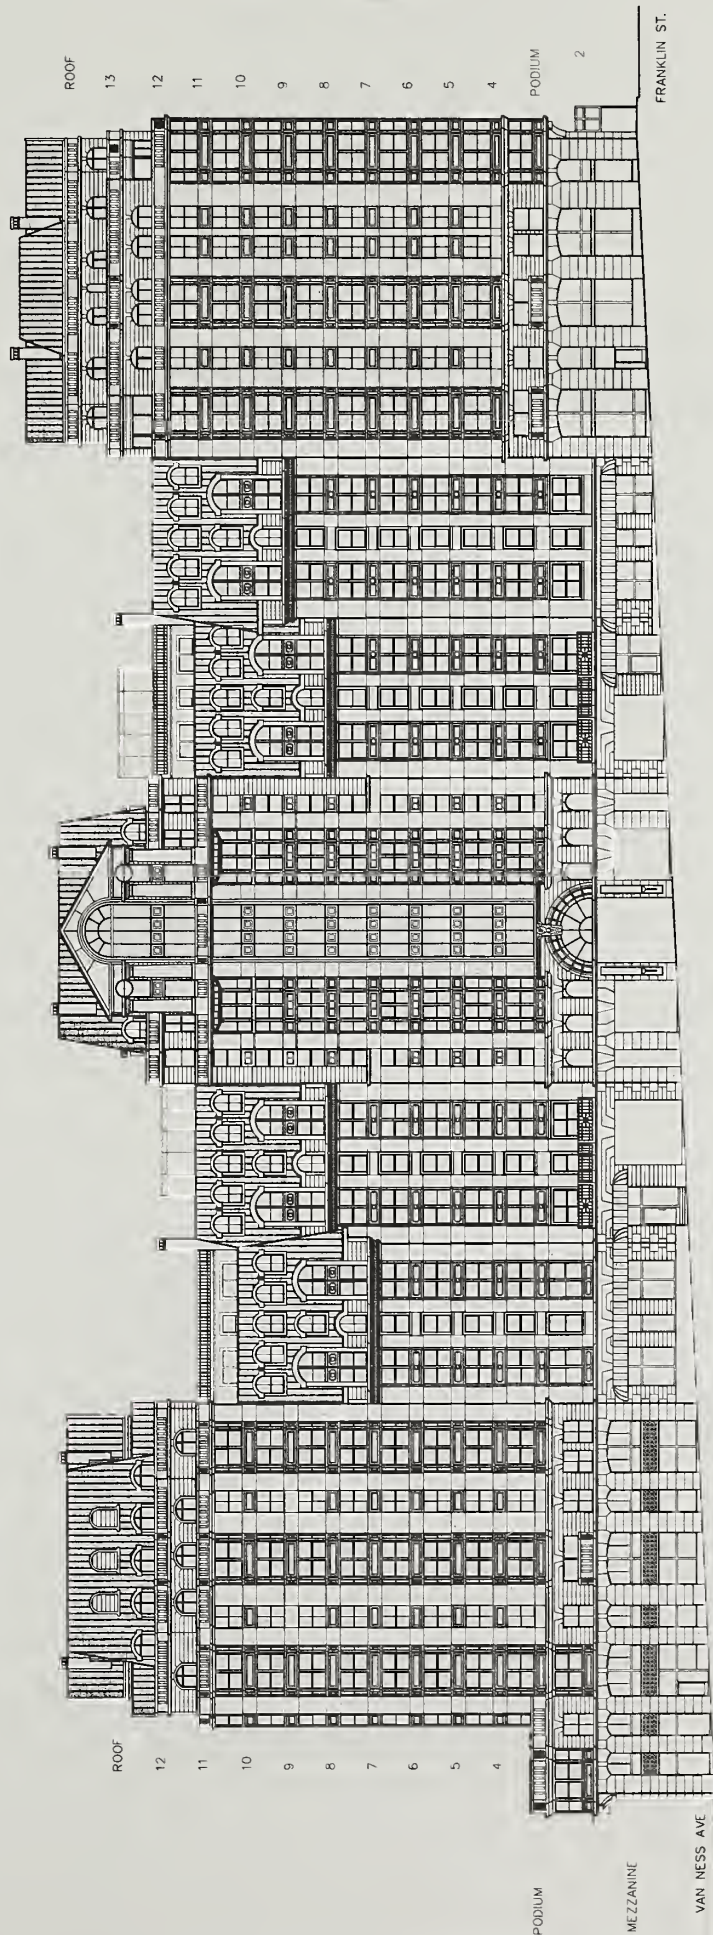 ROOF
13
12
11
10
9
8
7
6
5
4
PODIUM
2
FRANKLIN ST.
ROOF
12
11
10
9
8
7
6
5
4
PODIUM
MEZZANINE
VAN NESS AVE